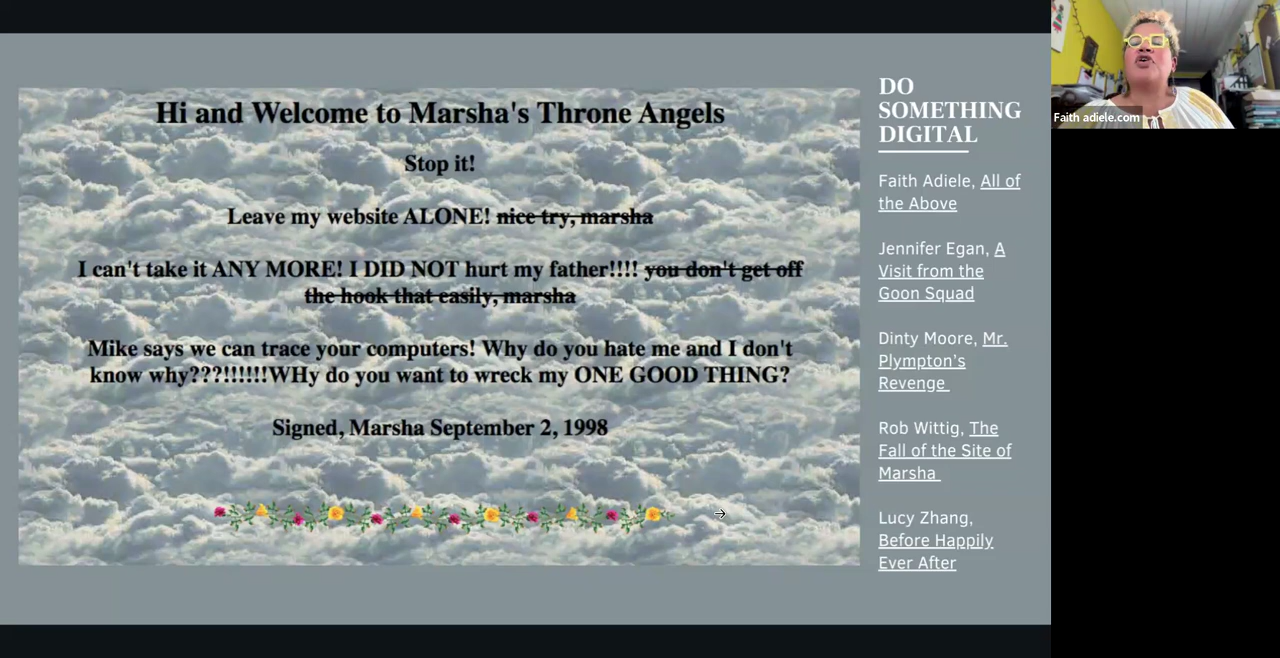 Hi and Welcome to Marsha's Throne Angels
Stop it!
Leave my website ALONE! nice try, marsha
I can't take it ANY MORE! I DID NOT hurt my father!!!! you don't get off
the hook that easily, marsha
Mike says we can trace your computers! Why do you hate me and I don't
know why???!!!!!!WHy do you want to wreck my ONE GOOD THING?
Signed, Marsha September 2, 1998
DO
SOMETHING
DIGITAL
Faith Adiele, All of
the Above
Jennifer Egan, A
Visit from the
Goon Squad
Dinty Moore, Mr.
Plympton's
Revenge
Rob Wittig, The
Fall of the Site of
Marsha
Lucy Zhang,
Before Happily
Ever After
Faith adiele.com